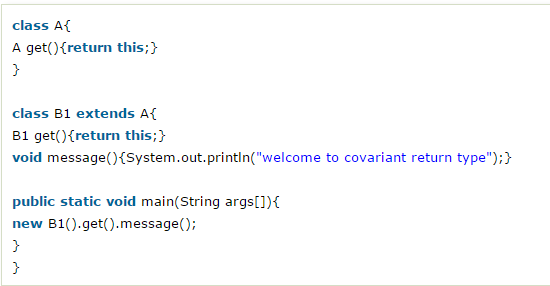 class A{
A get(){return this;}
}
class B1 extends A{
B1 get(){return this;}
void message(){System.out.println("welcome to covariant return type");}
public static void main(String args[]){
new B1().get().message();
}
}